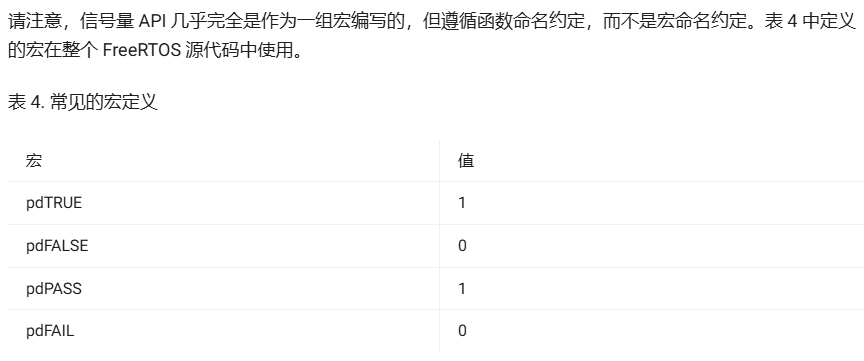 请注意，信号量 API 几乎完全是作为一组宏编写的，但遵循函数命名约定，而不是宏命名约定。表 4 中定义
的宏在整个 FreeRTOS 源代码中使用。
表 4. 常见的宏定义
宏 值
pdTRUE 1
pdFALSE 0
pdPASS 1
pdFAIL 0